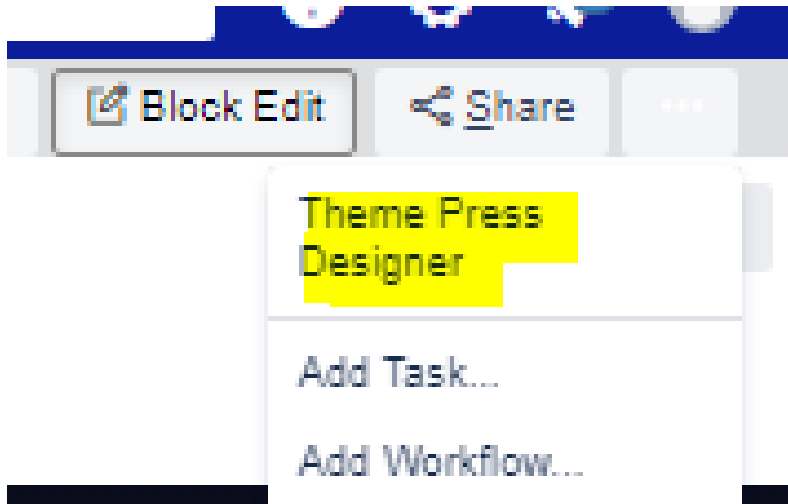 Block Edit
Share
...
Theme Press
Designer
Add Task...
Add Workflow...